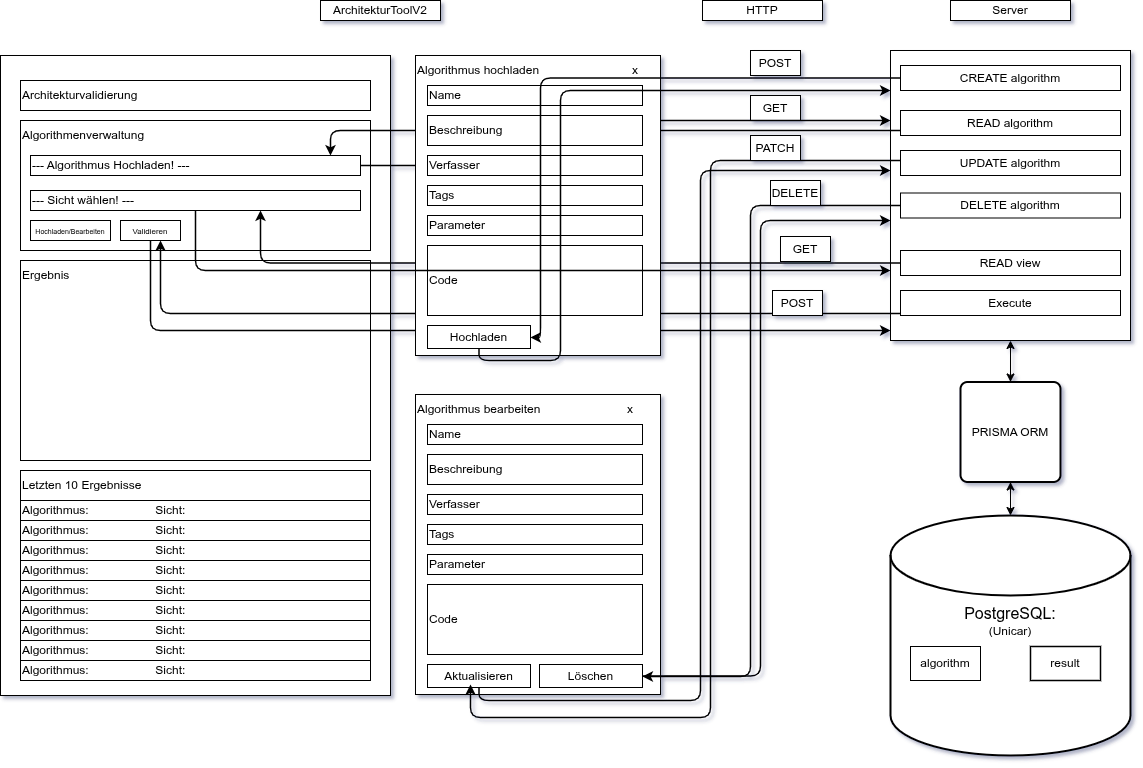 ArchitekturToolV2
HTTP
Server
Architekturvalidierung
Algorithmenverwaltung
--- Algorithmus Hochladen! ---
--- Sicht wählen! ---
Hochladen/Bearbeiten
Validieren
Ergebnis
Letzten 10 Ergebnisse
Algorithmus: Sicht:
Algorithmus: Sicht:
Algorithmus: Sicht:
Algorithmus: Sicht:
Algorithmus: Sicht:
Algorithmus: Sicht:
Algorithmus: Sicht:
Algorithmus: Sicht:
Algorithmus: Sicht:
Algorithmus hochladen x
Name
Beschreibung
Verfasser
Tags
Parameter
Code
Hochladen
Algorithmus bearbeiten x
Name
Beschreibung
Verfasser
Tags
Parameter
Code
Aktualisieren
Löschen
POST
GET
PATCH
DELETE
GET
POST
CREATE algorithm
READ algorithm
UPDATE algorithm
DELETE algorithm
READ view
Execute
PRISMA ORM
PostgreSQL:
(Unicar)
algorithm
result